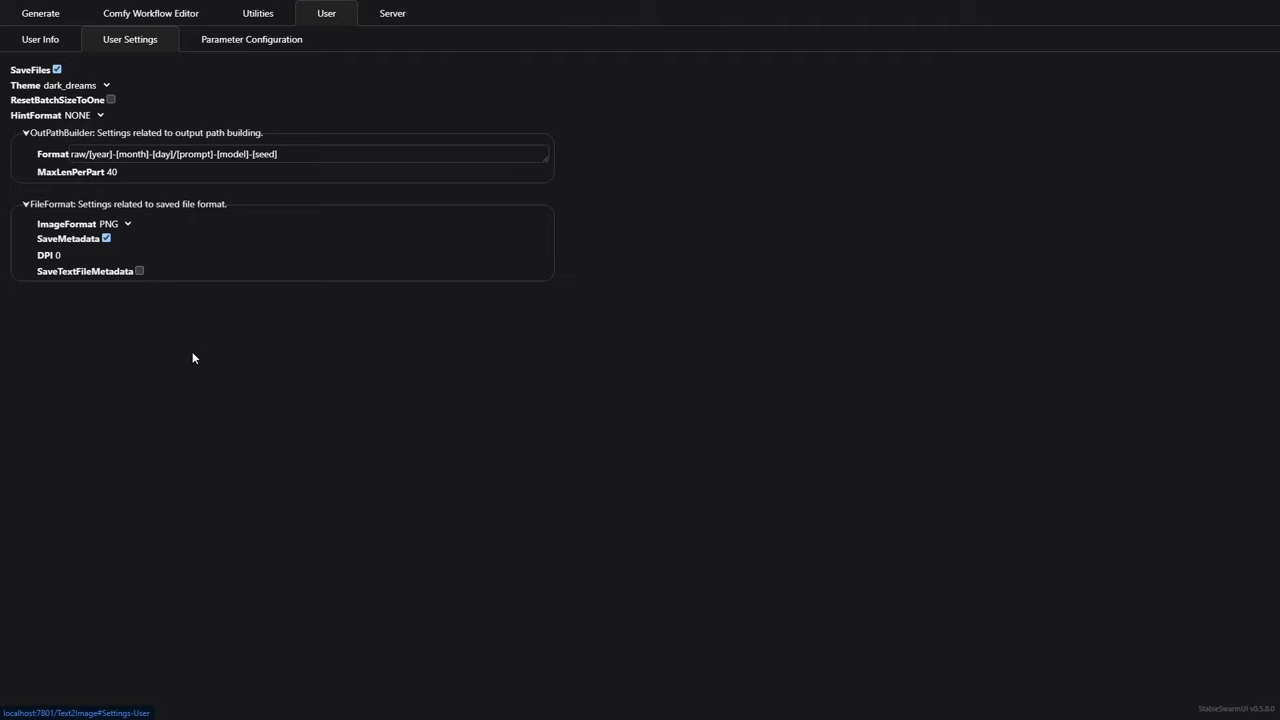 Generate Comfy Workflow Editor Utilities User Server
User Info User Settings Parameter Configuration
SaveFiles
Theme dark_dreams
ResetBatchSizeToOne
HintFormat NONE
OutPathBuilder: Settings related to output path building.
Format raw/[year]-[month]-[day]/[prompt]-[model]-[seed]
MaxLenPerPart 40
FileFormat: Settings related to saved file format.
ImageFormat PNG
SaveMetadata
DPI 0
SaveTextFileMetadata
localhost:7801/Text2Image#Settings-User
StableSwarmUI v0.5.8.0